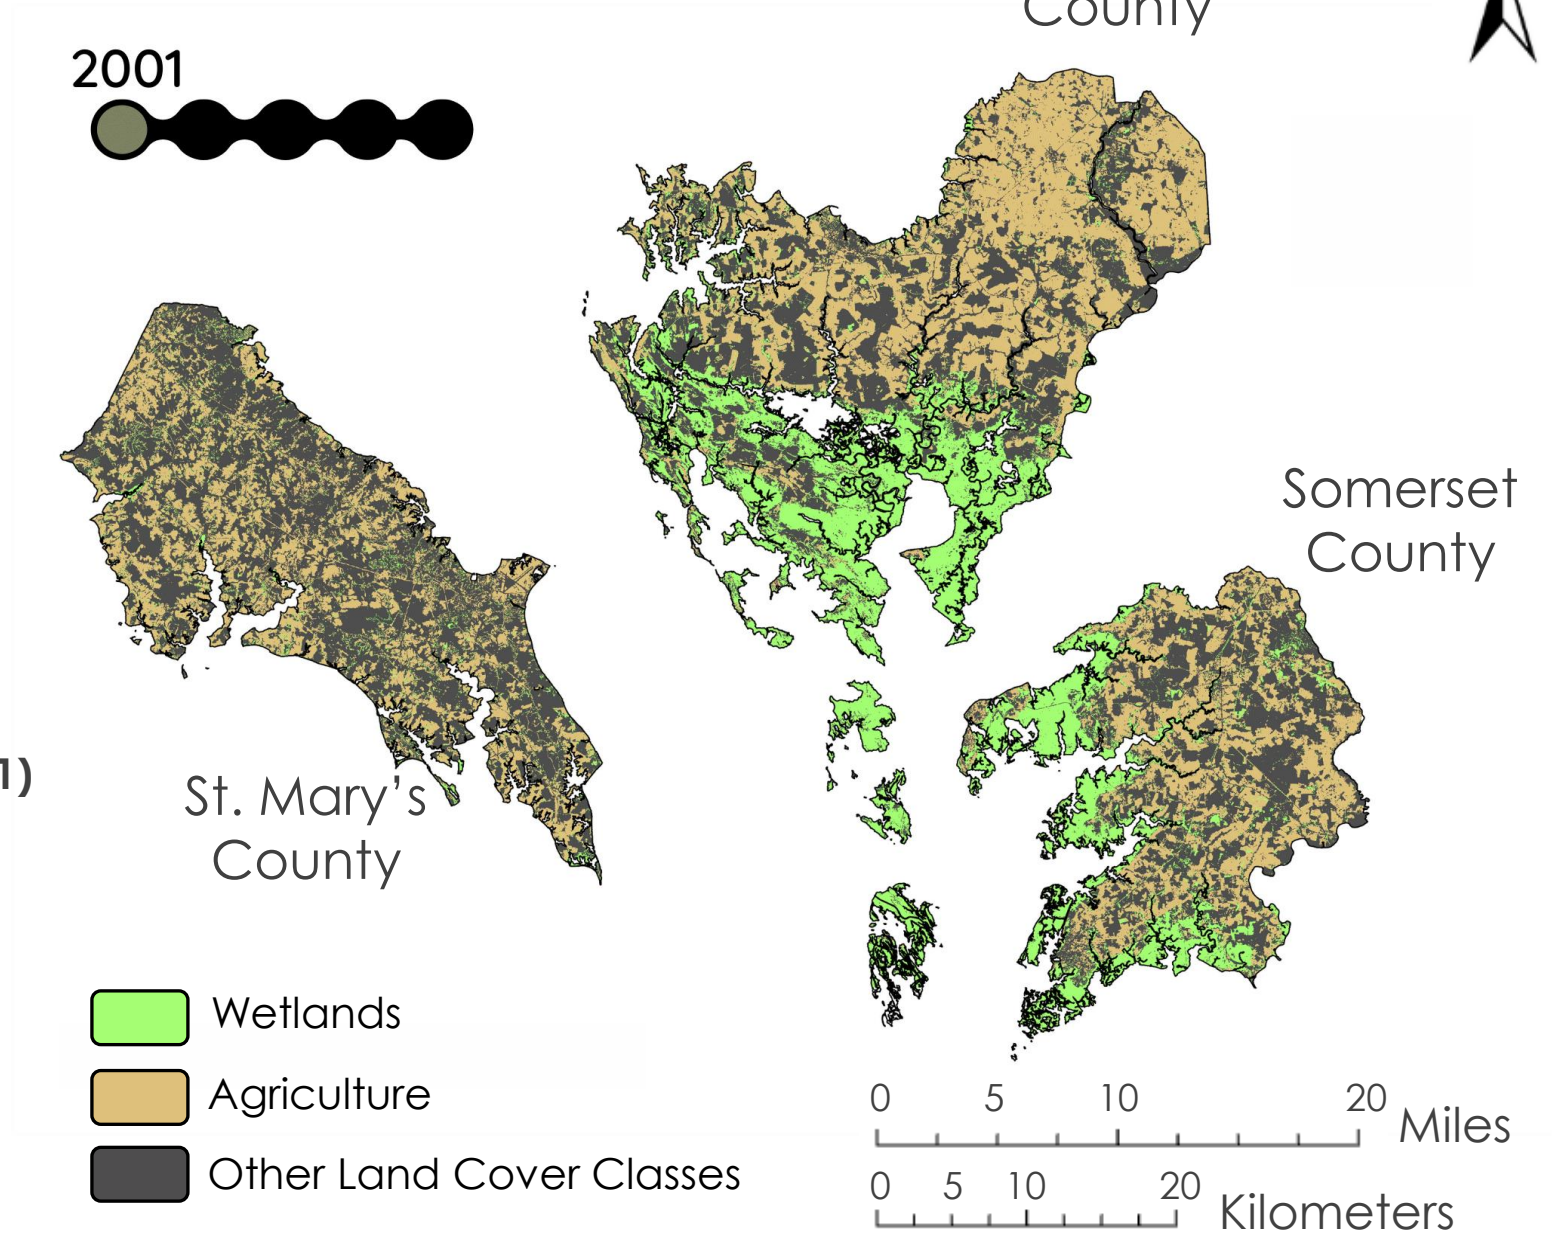 County
2001
Somerset
County
1)
St. Mary’s
County
Wetlands
Agriculture
Other Land Cover Classes
0 5 10 20 Miles
0 5 10 20 Kilometers